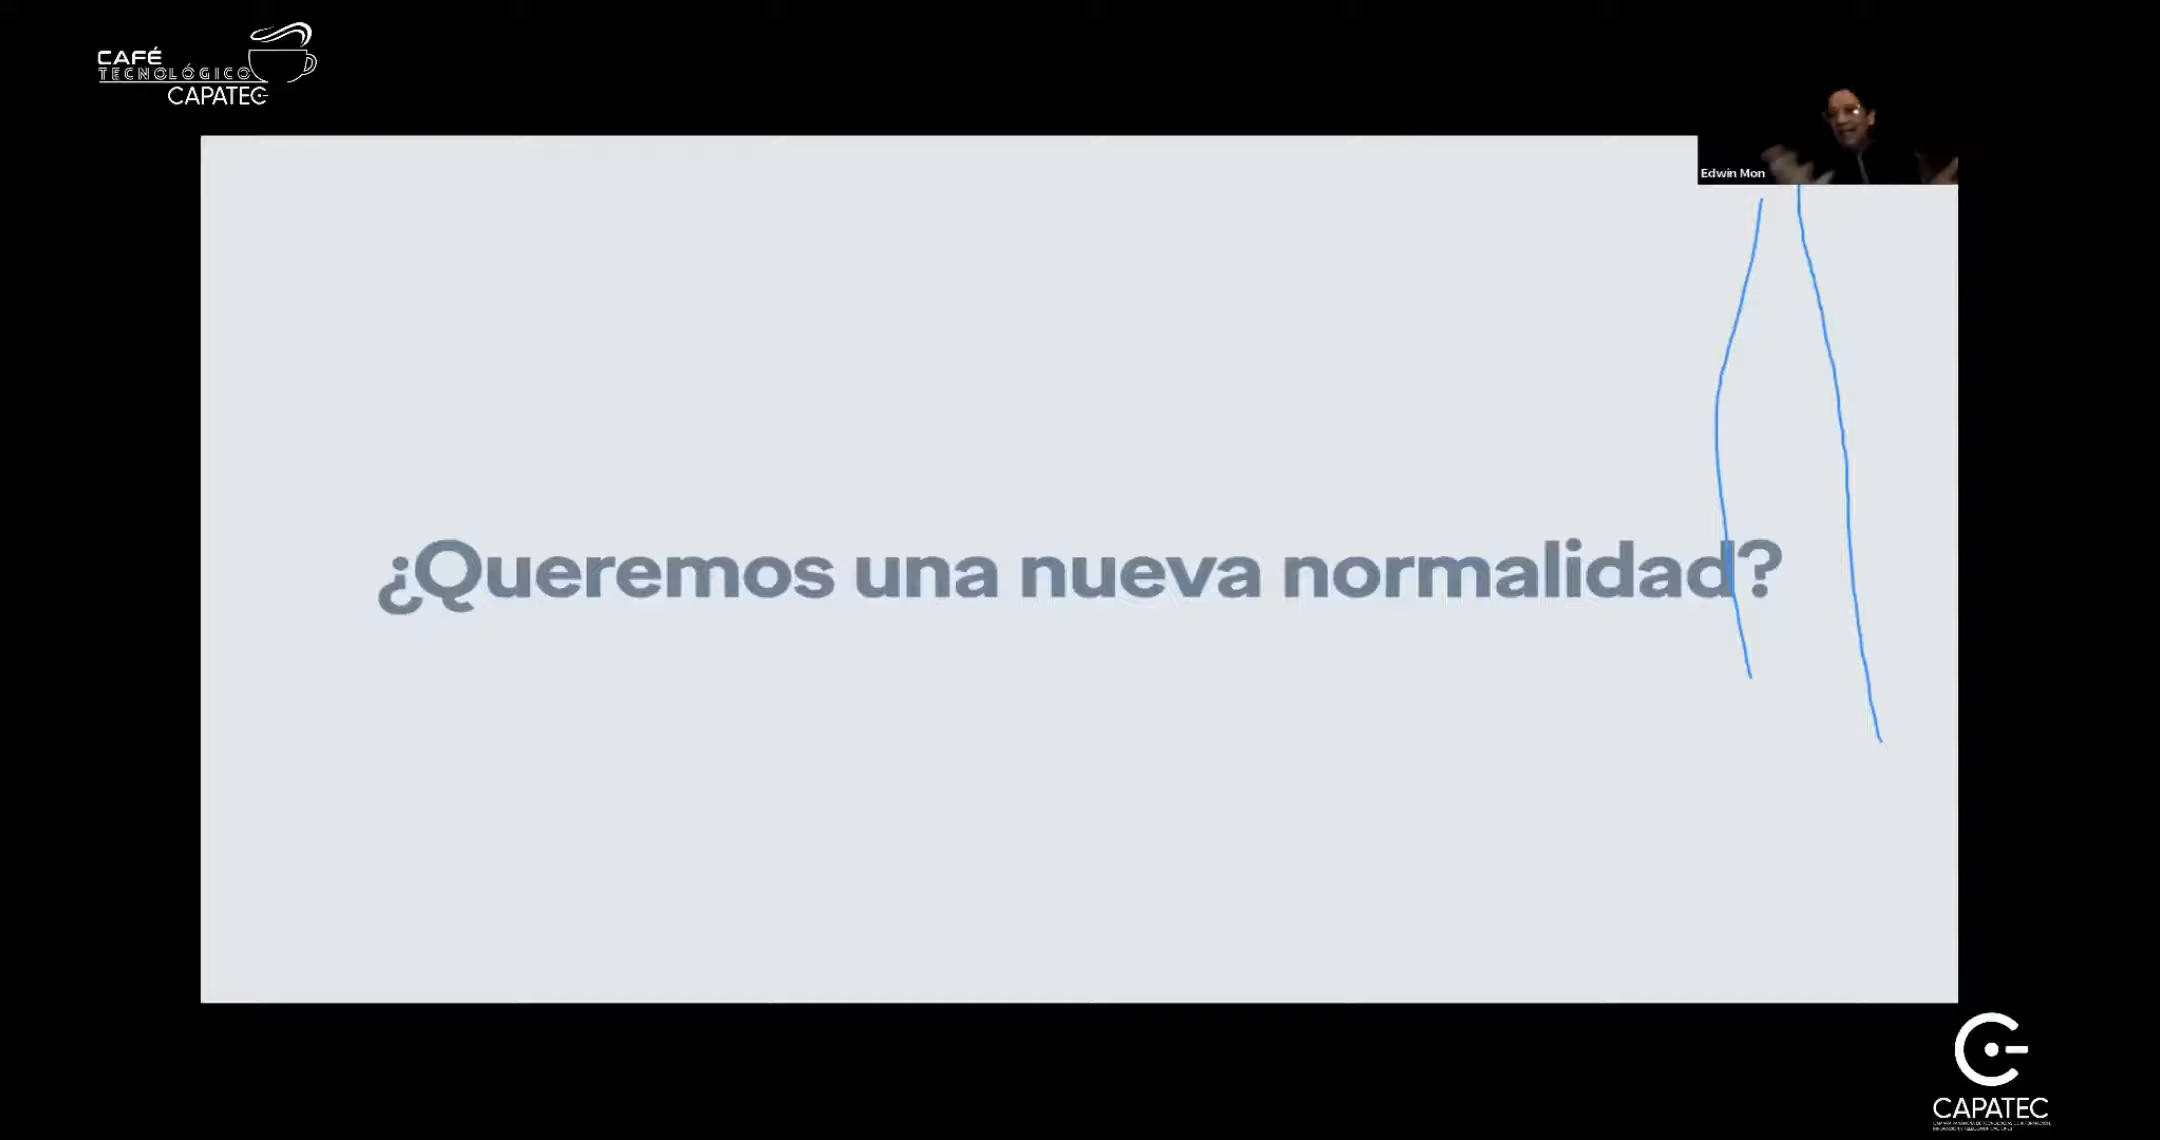 CAFÉ
TECNOLÓGICO
CAPATEC
Edwin Mon
¿Queremos una nueva normalidad?
CAPATEC